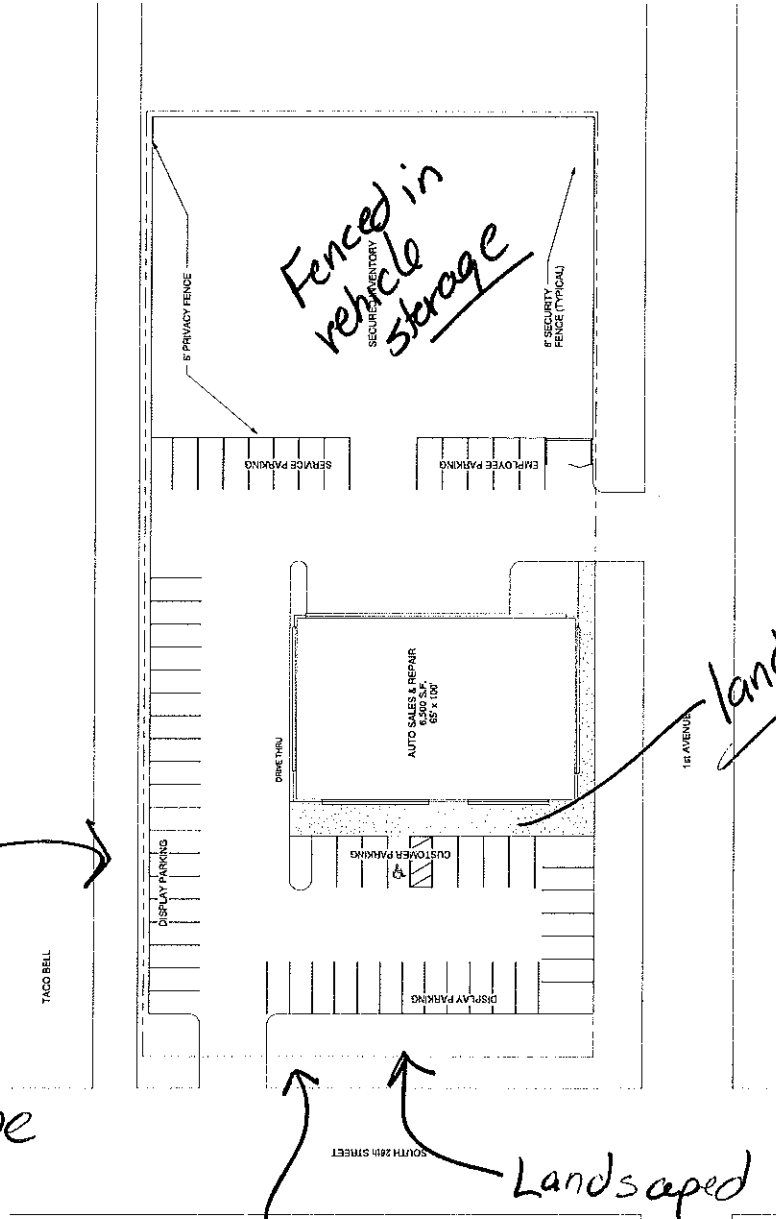 Fenced in
vehicle
storage
SECURED INVENTORY
6' PRIVACY FENCE
8' SECURITY
FENCE (TYPICAL)
SERVICE PARKING
EMPLOYEE PARKING
AUTO SALES & REPAIR
6,500 S.F.
65' x 100'
DRIVE THRU
1st AVENUE
CUSTOMER PARKING
DISPLAY PARKING
DISPLAY PARKING
TACO BELL
SOUTH 26th STREET
Landscaped